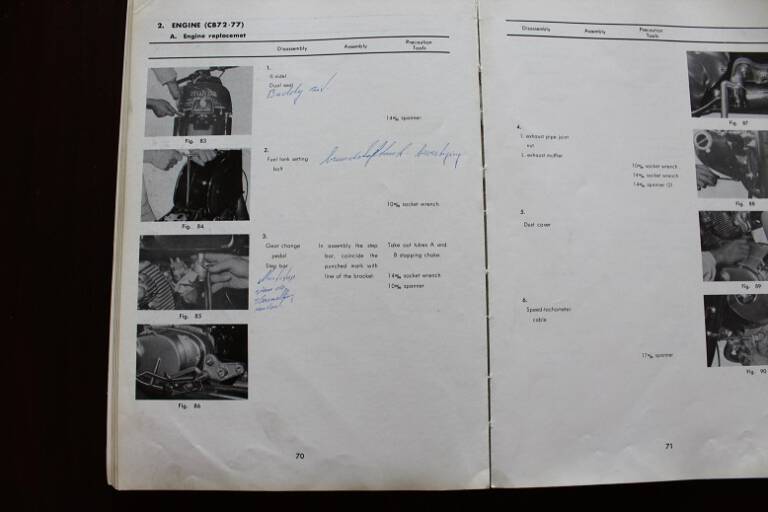 2. ENGINE (CB72-77)
A. Engine replacemet
Disassembly Assembly Precaution Tools
1.
Dual seat
Buddy
14m/m spanner
Fig. 83
2.
Fuel tank setting
bolt
10m/m socket wrench
Fig. 84
3.
Gear change
pedal
Step bar
In assembly the step
bar, coincide the
punched mark with
line of the bracket.
Take out tubes A and
B stopping choke.
14m/m socket wrench
10m/m spanner
Fig. 85
Fig. 86
70
Disassembly Assembly Precaution Tools
Fig. 87
4.
1. exhaust pipe joint
nut
L. exhaust muffler
10m/m socket wrench
14m/m socket wrench
14m/m spanner (2)
Fig. 88
5.
Dust cover
Fig. 89
6.
Speed-tachometer
cable
17m/m spanner
Fig. 90
71